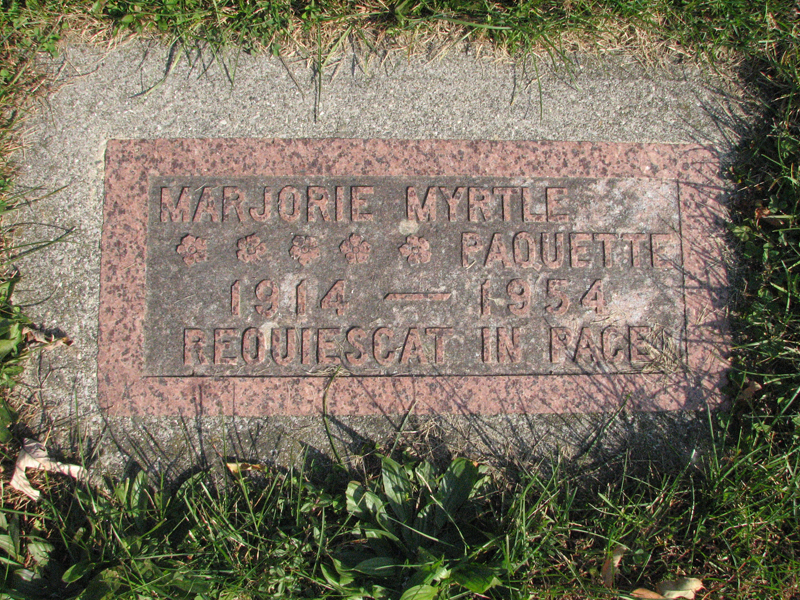 MARJORIE MYRTLE
PAQUETTE
1914 — 1954
REQUIESCAT IN PACE